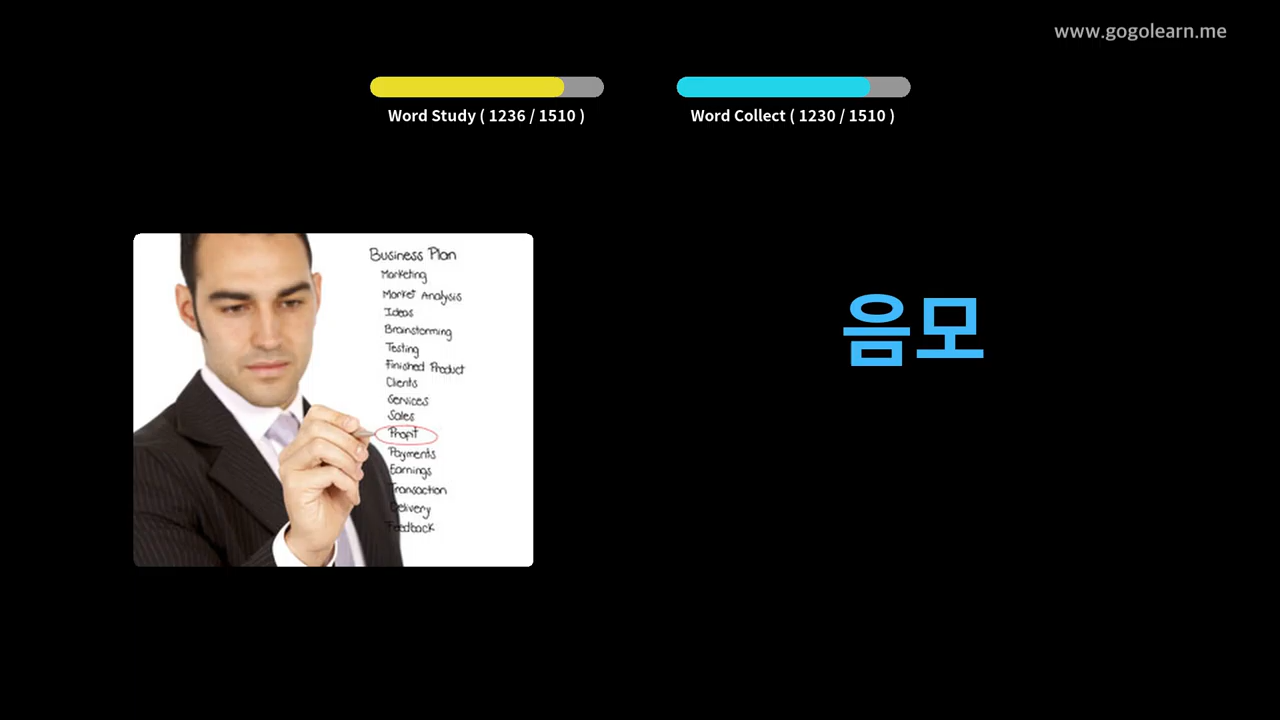 www.gogolearn.me
Word Study ( 1236 / 1510 )
Word Collect ( 1230 / 1510 )
Business Plan
Marketing
Market Analysis
Ideas
Brainstorming
Testing
Finished Product
Clients
Services
Sales
Profit
Payments
Earnings
Transaction
Delivery
Feedback
음모